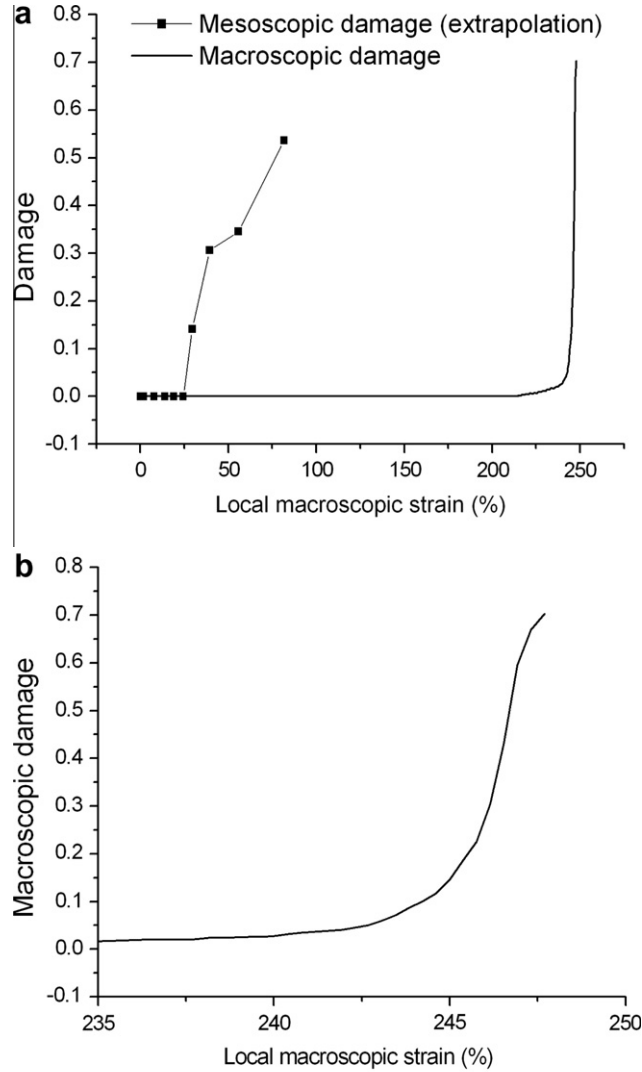 a
Mesoscopic damage (extrapolation)
Macroscopic damage
0.8
0.7
0.6
0.5
0.4
0.3
0.2
0.1
0.0
-0.1
Damage
0 50 100 150 200 250
Local macroscopic strain (%)
b
0.8
0.7
0.6
0.5
0.4
0.3
0.2
0.1
0.0
-0.1
Macroscopic damage
235 240 245 250
Local macroscopic strain (%)